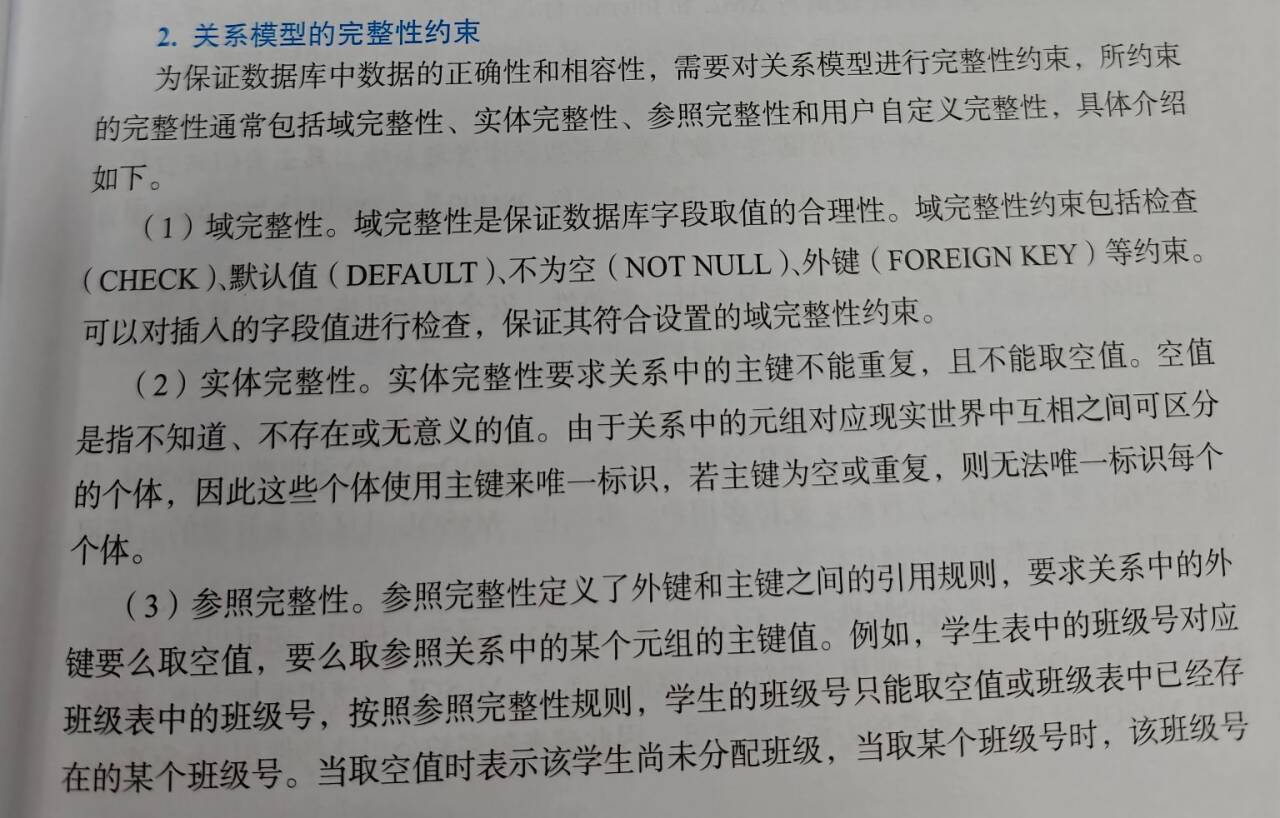 2. 关系模型的完整性约束
为保证数据库中数据的正确性和相容性，需要对关系模型进行完整性约束，所约束
的完整性通常包括域完整性、实体完整性、参照完整性和用户自定义完整性，具体介绍
如下。
（1）域完整性。域完整性是保证数据库字段取值的合理性。域完整性约束包括检查
（CHECK）、默认值（DEFAULT）、不为空（NOT NULL）、外键（FOREIGN KEY）等约束。
可以对插入的字段值进行检查，保证其符合设置的域完整性约束。
（2）实体完整性。实体完整性要求关系中的主键不能重复，且不能取空值。空值
是指不知道、不存在或无意义的值。由于关系中的元组对应现实世界中互相之间可区分
的个体，因此这些个体使用主键来唯一标识，若主键为空或重复，则无法唯一标识每个
个体。
（3）参照完整性。参照完整性定义了外键和主键之间的引用规则，要求关系中的外
键要么取空值，要么取参照关系中的某个元组的主键值。例如，学生表中的班级号对应
班级表中的班级号，按照参照完整性规则，学生的班级号只能取空值或班级表中已经存
在的某个班级号。当取空值时表示该学生尚未分配班级，当取某个班级号时，该班级号